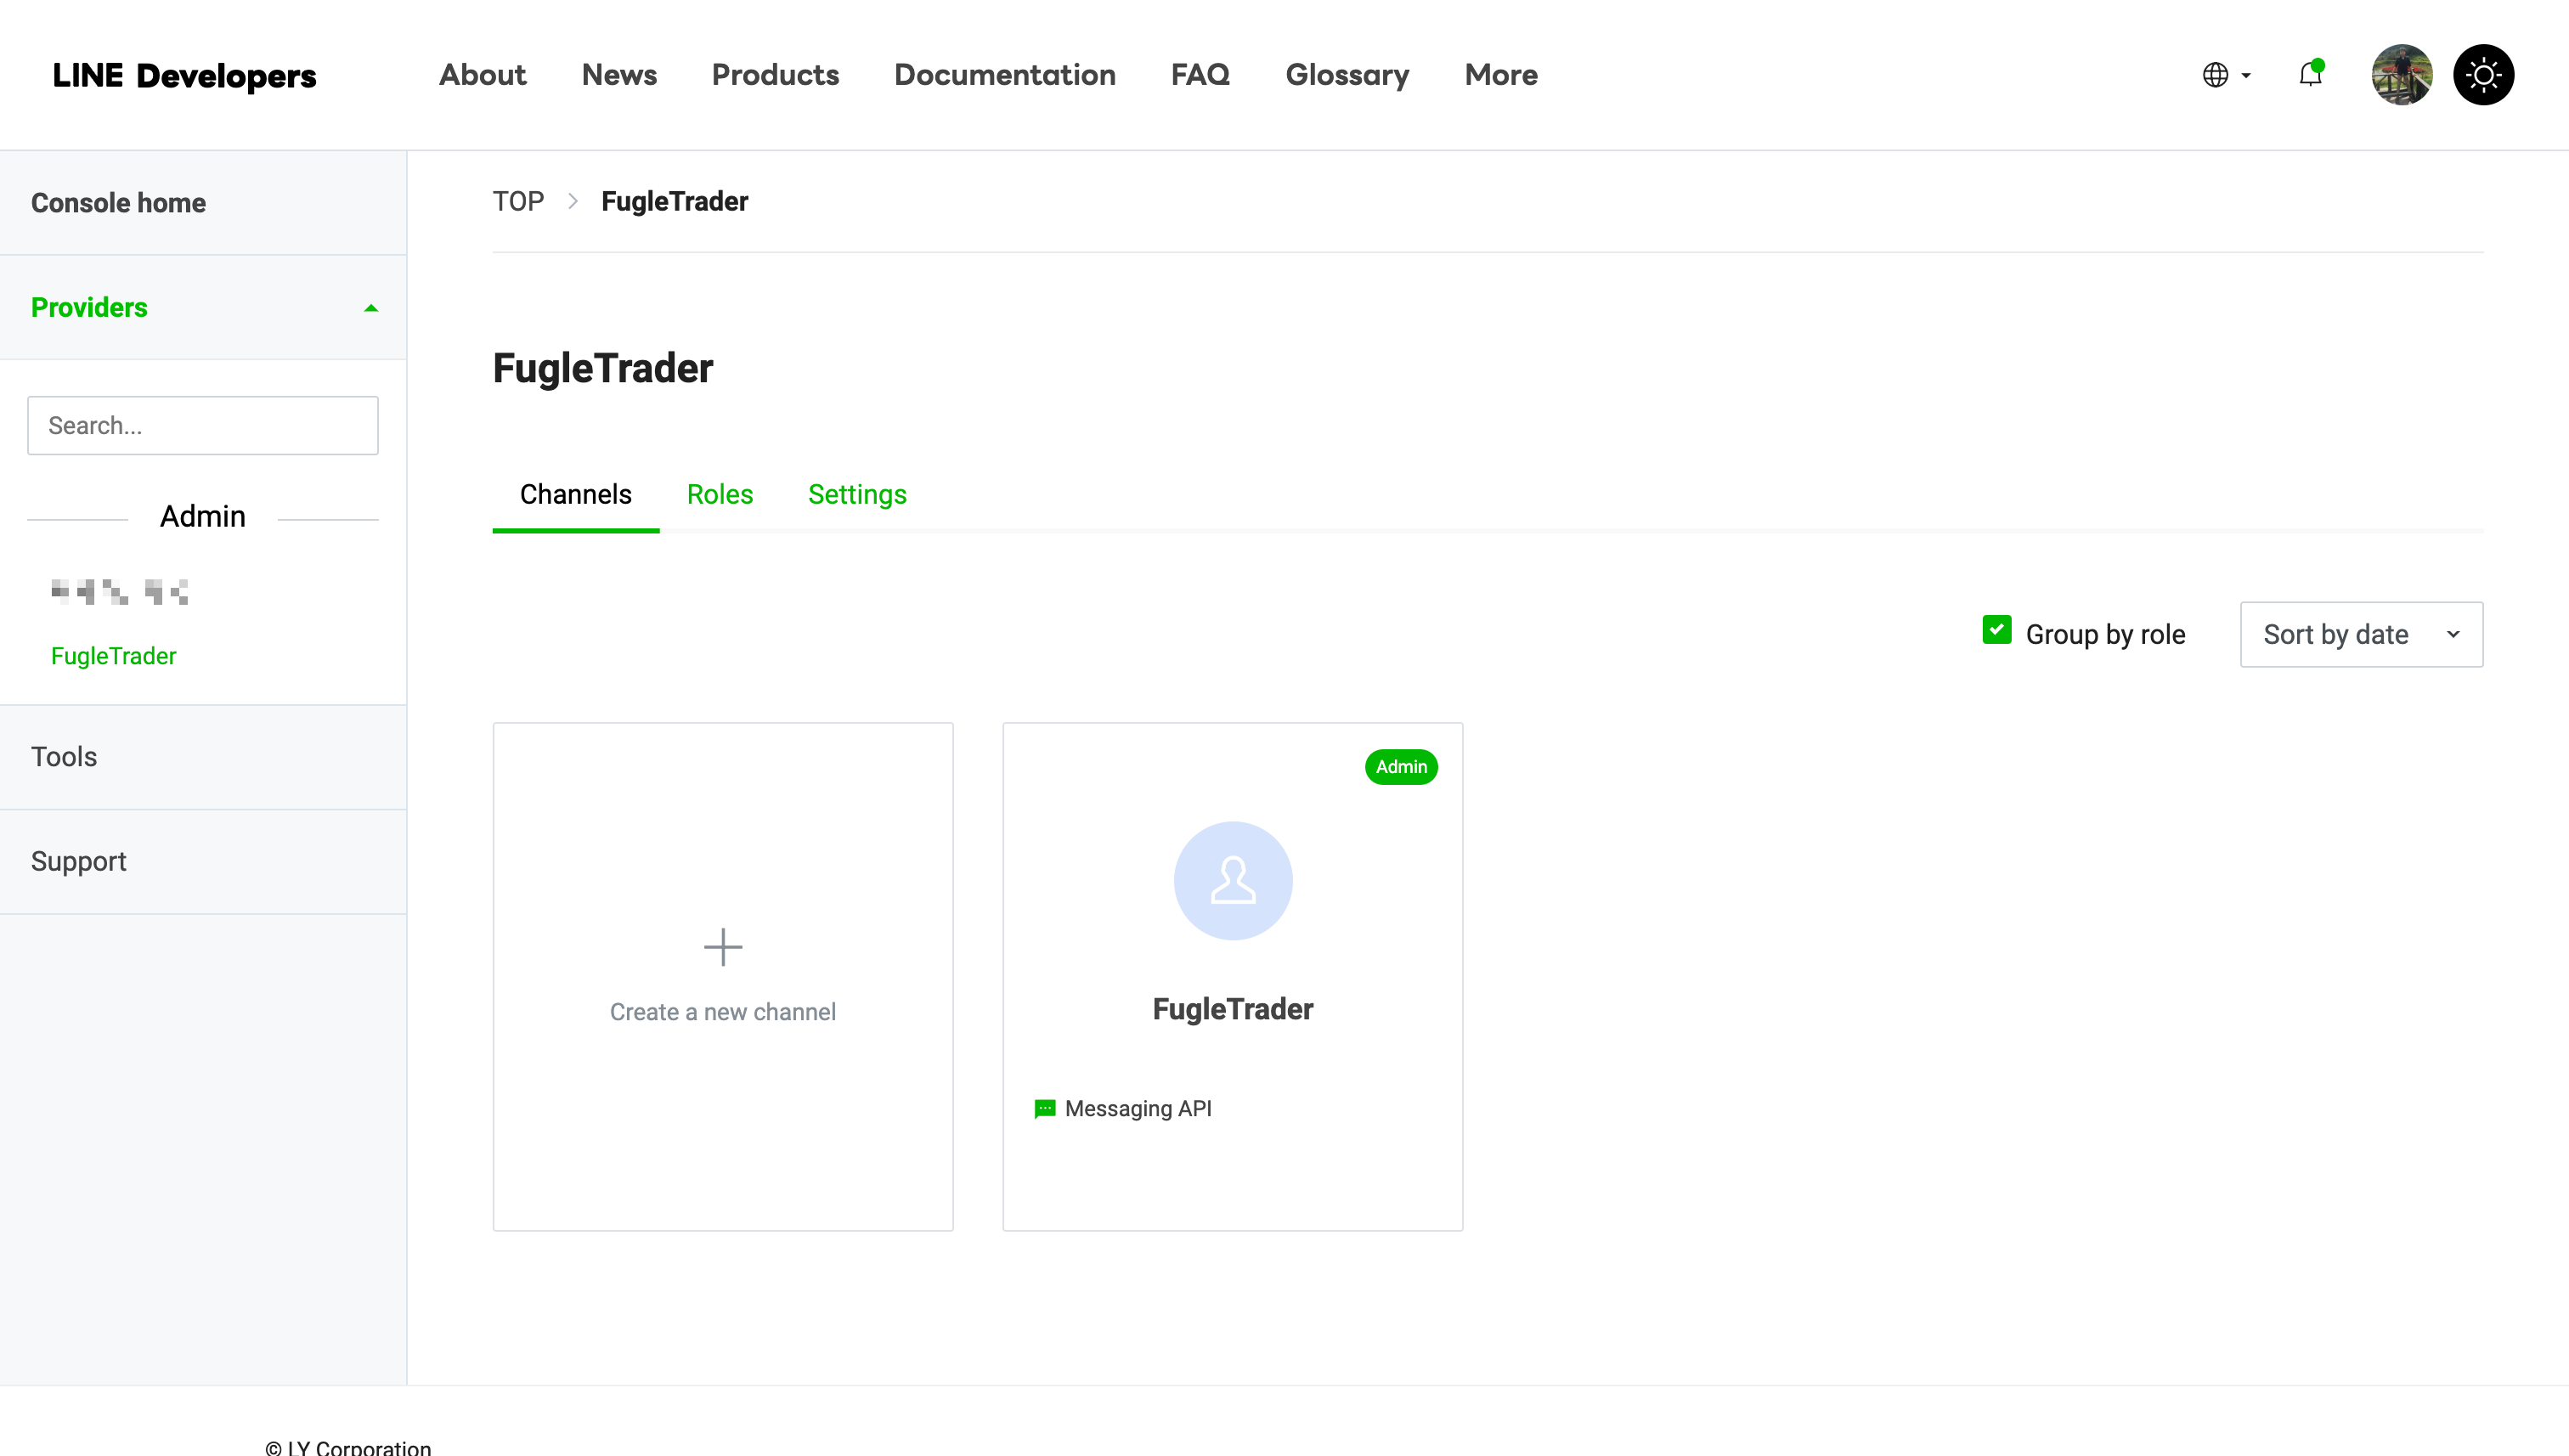 LINE Developers
About News Products Documentation FAQ Glossary More
Console home
Providers
Search...
Admin
FugleTrader
Tools
Support
TOP > FugleTrader
FugleTrader
Channels Roles Settings
Group by role
Sort by date
Create a new channel
Admin
FugleTrader
Messaging API
© LY Corporation